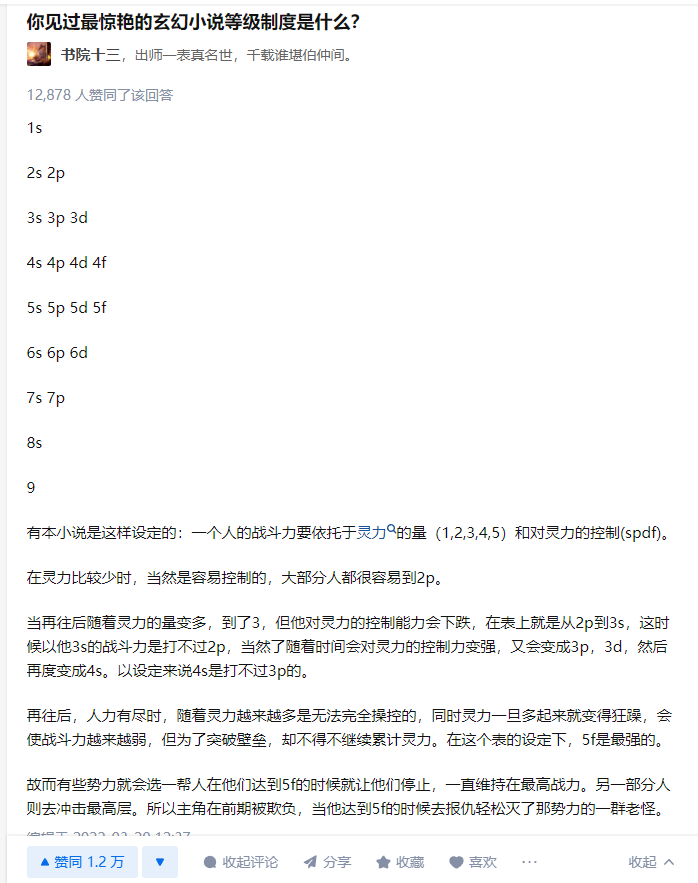 你见过最惊艳的玄幻小说等级制度是什么？
书院十三，出师一表真名世，千载谁堪伯仲间。
12,878 人赞同了该回答
1s
2s 2p
3s 3p 3d
4s 4p 4d 4f
5s 5p 5d 5f
6s 6p 6d
7s 7p
8s
9
有本小说是这样设定的：一个人的战斗力要依托于灵力的量（1,2,3,4,5）和对灵力的控制(spdf)。
在灵力比较少时，当然是容易控制的，大部分人都很容易到2p。
当再往后随着灵力的量变多，到了3，但他对灵力的控制能力会下跌，在表上就是从2p到3s，这时
候以他3s的战斗力是打不过2p，当然了随着时间会对灵力的控制力变强，又会变成3p，3d，然后
再度变成4s。以设定来说4s是打不过3p的。
再往后，人力有尽时，随着灵力越来越多是无法完全操控的，同时灵力一旦多起来就变得狂躁，会
使战斗力越来越弱，但为了突破壁垒，却不得不继续累计灵力。在这个表的设定下，5f是最强的。
故而有些势力就会选一帮人在他们达到5f的时候就让他们停止，一直维持在最高战力。另一部分人
则去冲击最高层。所以主角在前期被欺负，当他达到5f的时候去报仇轻松灭了那势力的一群老怪。
编辑于 2022-03-20 12:37
赞同 1.2 万 收起评论 分享 收藏 喜欢 ··· 收起